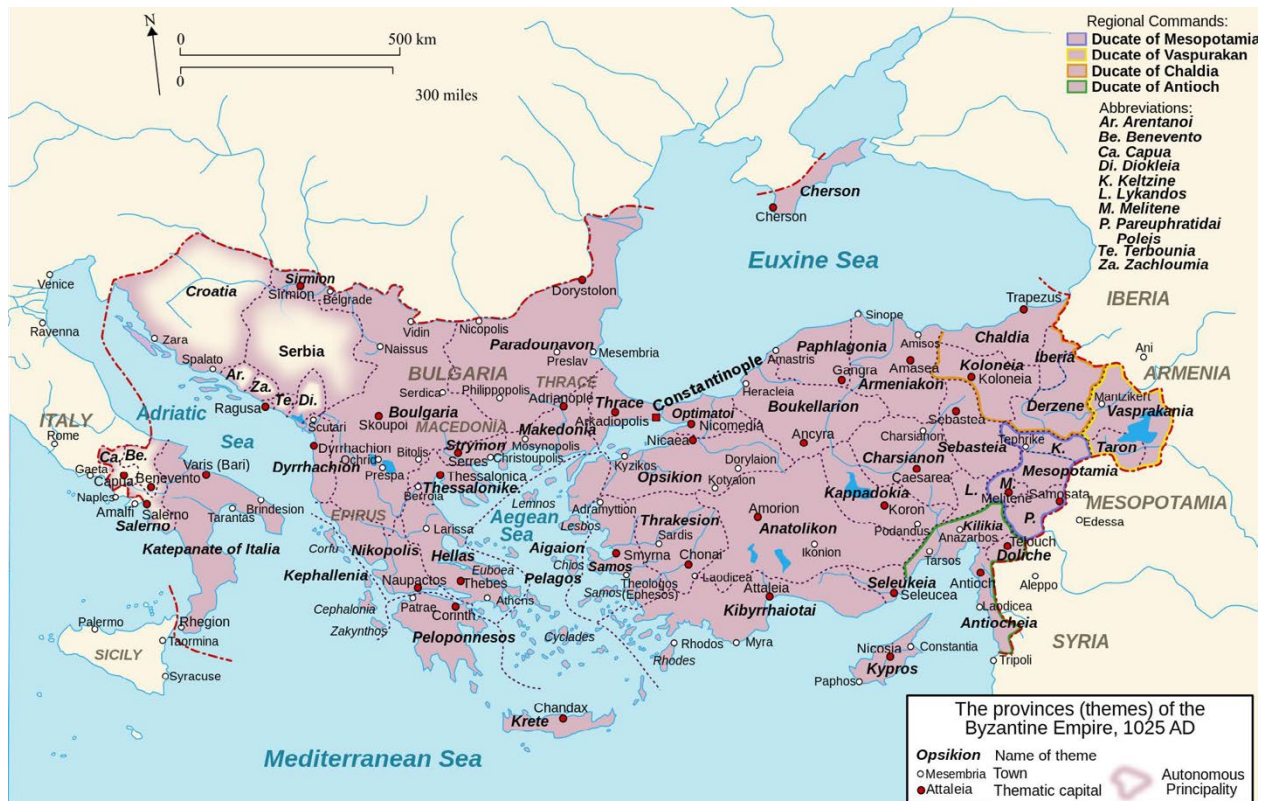 N
0
500 km
0
300 miles
Regional Commands:
Ducate of Mesopotamia
Ducate of Vaspurakan
Ducate of Chaldia
Ducate of Antioch
Abbreviations:
Ar. Arentanoi
Be. Benevento
Ca. Capua
Di. Diokleia
K. Keltzine
L. Lykandos
M. Melitene
P. Pareuphratidai
Poleis
Te. Terbounia
Za. Zachloumia
Cherson
Cherson
Euxine Sea
Venice
Croatia
Sirmion
Sirmion
Belgrade
Dorystolon
Trapezus
IBERIA
Ravenna
Zara
Vidin
Nicopolis
Sinope
Serbia
Naissus
Paradounavon
Preslav
Mesembria
Paphlagonia
Amisos
Chaldia
Ani
Spalato
Amastris
Amasea
Iberia
ARMENIA
Ar.
Za.
BULGARIA
THRACE
Constantinople
Gangra
Armeniakon
Koloneia
Koloneia
Te.
Di.
Serdica
Philippopolis
Heracleia
Derzene
Mantzikert
Vasprakania
Ragusa
Adrianople
Thrace
Boukellarion
ITALY
Adriatic
Sea
Scutari
Boulgaria
Skoupoi
MACEDONIA
Makedonia
Arkadiopolis
Optimatoi
Nicomedia
Sebastea
Rome
Dyrrhachion
Dyrrhachion
Ochrid
Bitolis
Strymon
Serres
Mosynopolis
Christoupolis
Nicaea
Ancyra
Charsianon
Sebasteia
Tephrike
K.
Taron
Ca.
Be.
Gaeta
Capua
Benevento
Varis (Bari)
Prespa
Thessalonica
Kyzikos
Dorylaion
Charsianon
Caesarea
Mesopotamia
Naples
Amalfi
Salerno
Salerno
Brindesion
Tarantas
Berroia
Thessalonike
Lemnos
Opsikion
Kotyaion
Kappadokia
Koron
L.
M.
Melitene
Samosata
MESOPOTAMIA
Katepanate of Italia
EPIRUS
Larissa
Aegean
Sea
Adramyttion
Lesbos
Thrakesion
Sardis
Amorion
Anatolikon
Podandus
Kilikia
Anazarbos
P.
Edessa
Corfu
Nikopolis
Hellas
Aigaion
Pelagos
Chios
Smyrna
Samos
Chonai
Ikonion
Tarsos
Telouch
Doliche
Kephallenia
Euboea
Naupactos
Thebes
Theologos
(Ephesos)
Laodicea
Attaleia
Seleukeia
Seleucea
Antioch
Aleppo
Cephalonia
Patrae
Athens
Samos
Kibyrrhaiotai
Laodicea
Palermo
Rhegion
Zakynthos
Corinth
Peloponnesos
Cyclades
Antiocheia
SICILY
Taormina
Rhodos
Myra
Nicosia
Constantia
SYRIA
Syracuse
Rhodes
Kypros
Tripoli
Paphos
Chandax
Krete
Mediterranean Sea
The provinces (themes) of the
Byzantine Empire, 1025 AD
Opsikion Name of theme
Mesembria Town
Attaleia Thematic capital
Autonomous
Principality